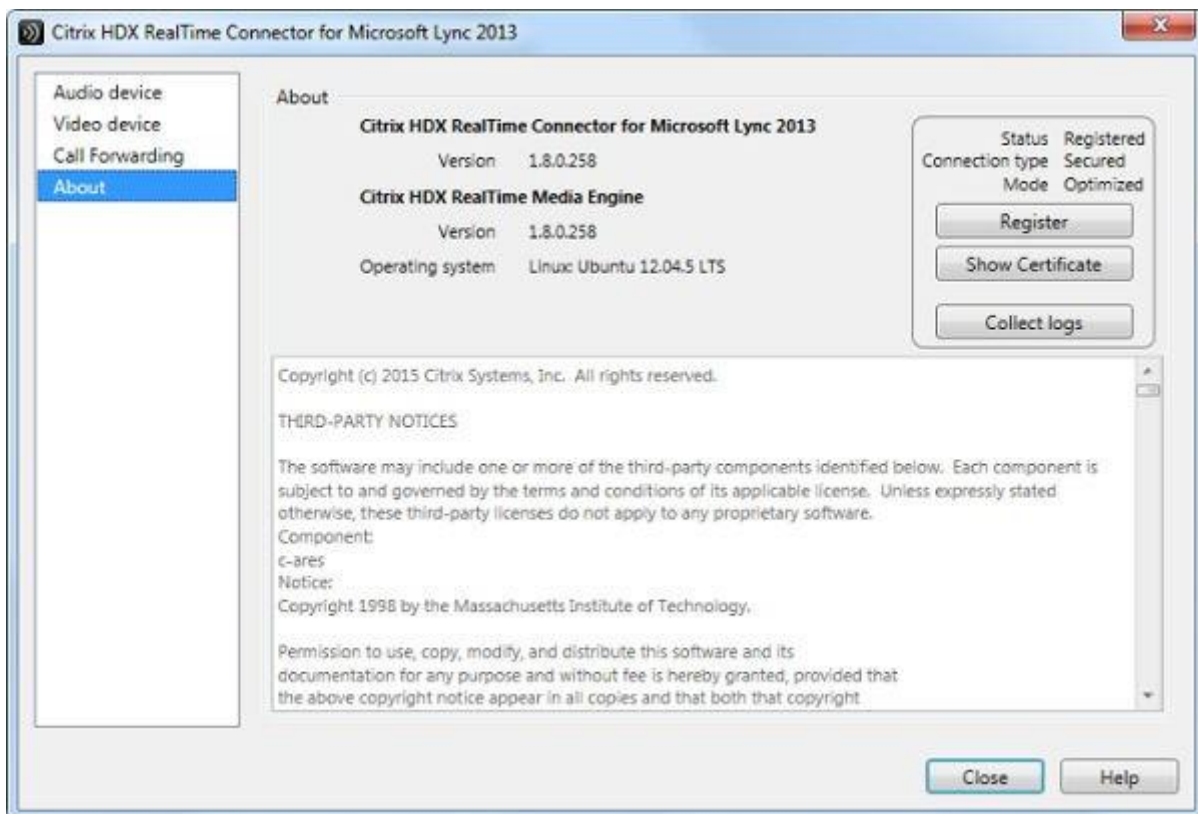 Citrix HDX RealTime Connector for Microsoft Lync 2013
Audio device
Video device
Call Forwarding
About
About
Citrix HDX RealTime Connector for Microsoft Lync 2013
Version 1.8.0.258
Citrix HDX RealTime Media Engine
Version 1.8.0.258
Operating system Linux: Ubuntu 12.04.5 LTS
Status Registered
Connection type Secured
Mode Optimized
Register
Show Certificate
Collect logs
Copyright (c) 2015 Citrix Systems, Inc. All rights reserved.
THIRD-PARTY NOTICES
The software may include one or more of the third-party components identified below. Each component is
subject to and governed by the terms and conditions of its applicable license. Unless expressly stated
otherwise, these third-party licenses do not apply to any proprietary software.
Component:
c-ares
Notice:
Copyright 1998 by the Massachusetts Institute of Technology.
Permission to use, copy, modify, and distribute this software and its
documentation for any purpose and without fee is hereby granted, provided that
the above copyright notice appear in all copies and that both that copyright
Close
Help